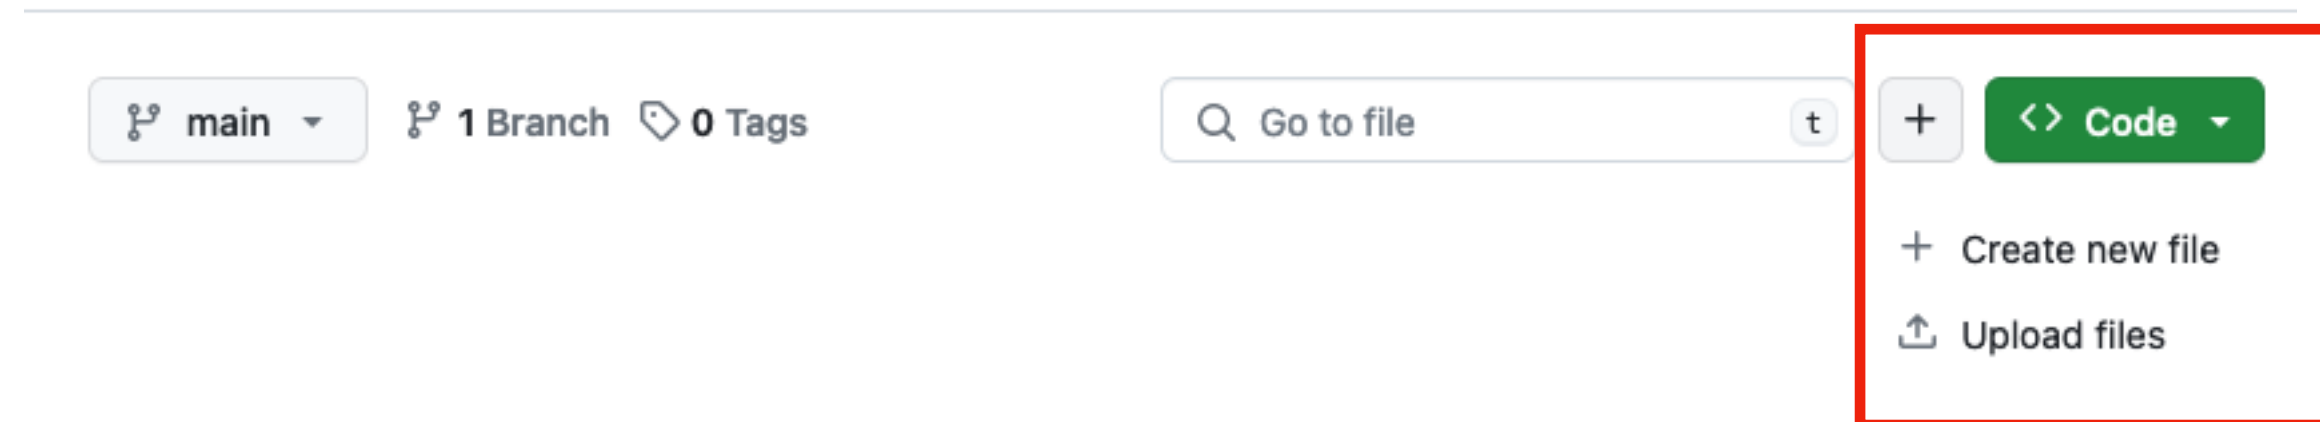 main 1 Branch 0 Tags Go to file t + <> Code
+ Create new file
Upload files